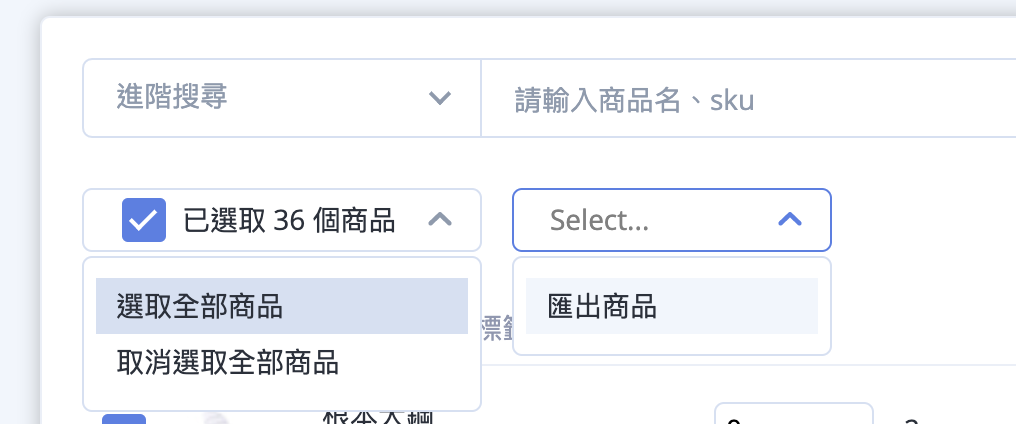 進階搜尋
請輸入商品名、sku
已選取 36 個商品
Select...
選取全部商品
匯出商品
取消選取全部商品